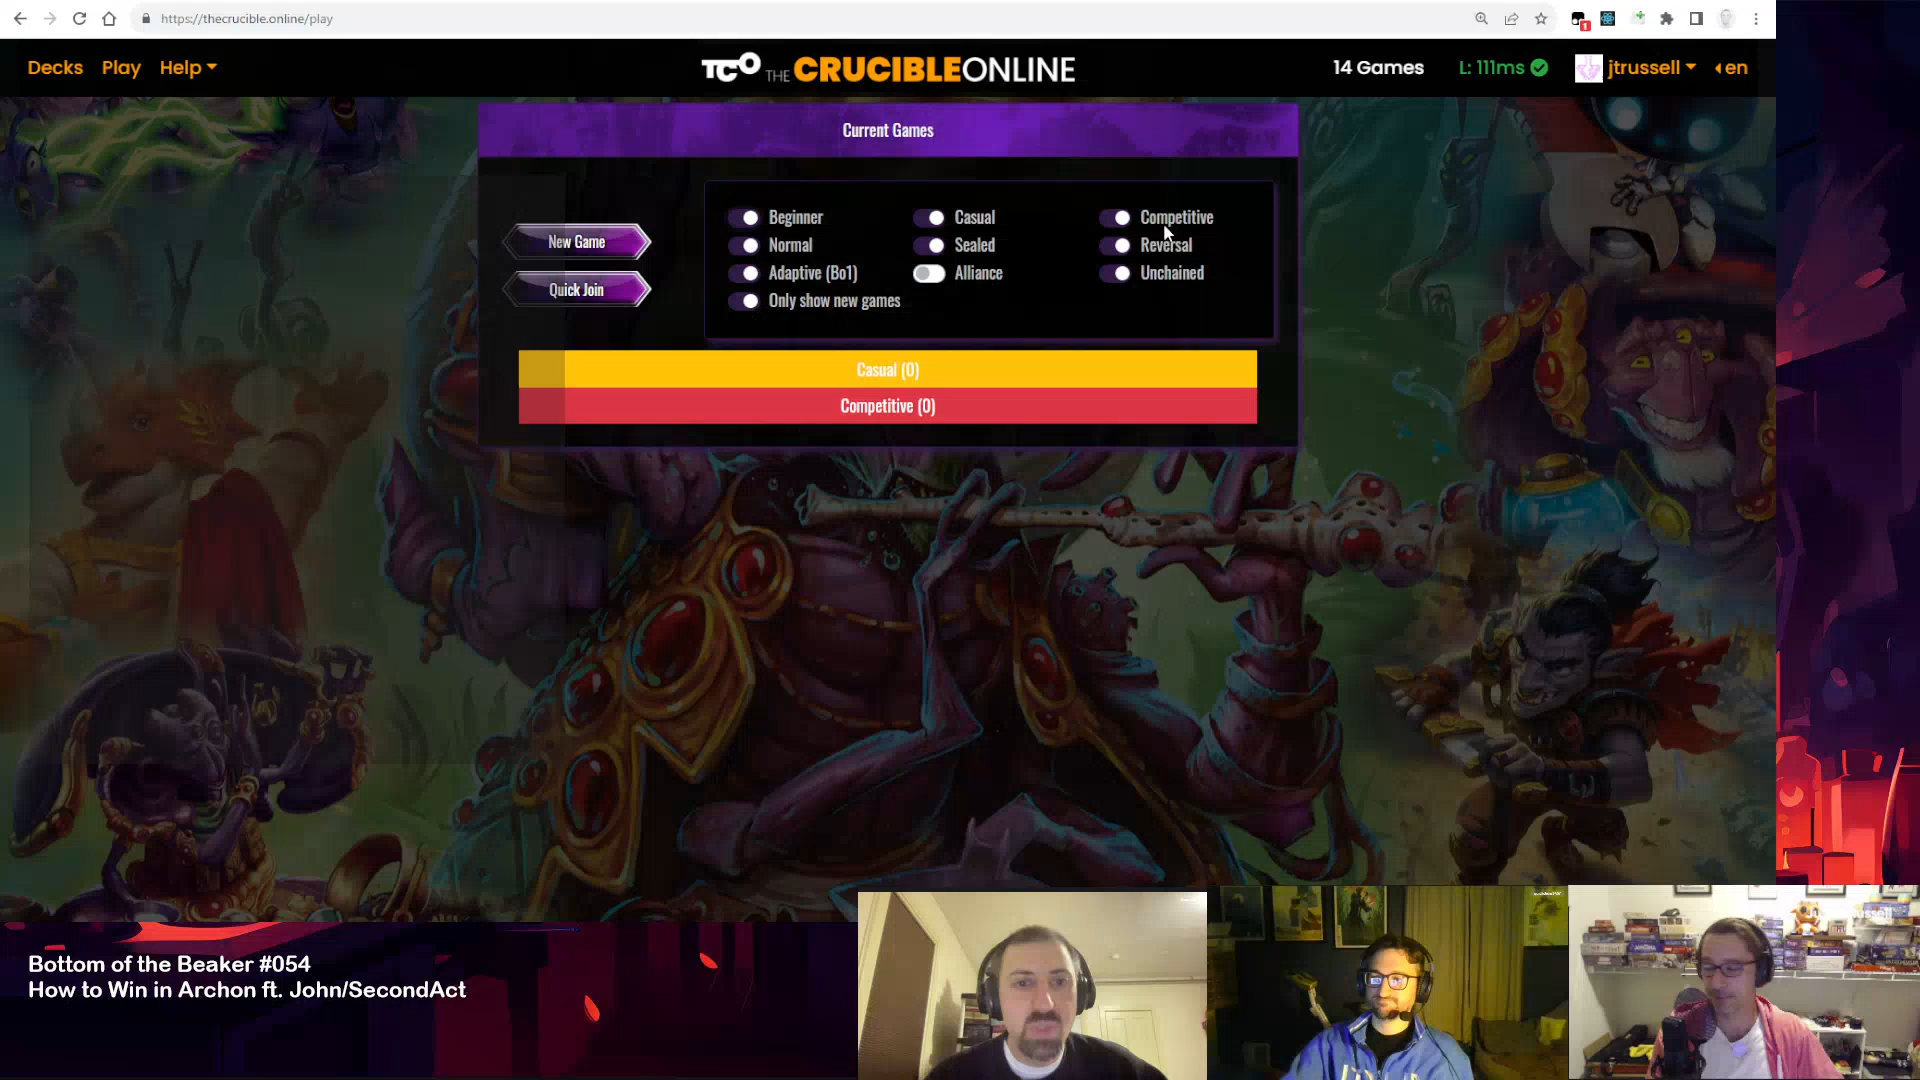 https://thecrucible.online/play
1
Decks Play Help
TCO THE CRUCIBLEONLINE
14 Games L: 111ms jtrussell en
Current Games
New Game
Quick Join
Beginner Casual Competitive
Normal Sealed Reversal
Adaptive (Bo1) Alliance Unchained
Only show new games
Casual (0)
Competitive (0)
Bottom of the Beaker #054
How to Win in Archon ft. John/SecondAct